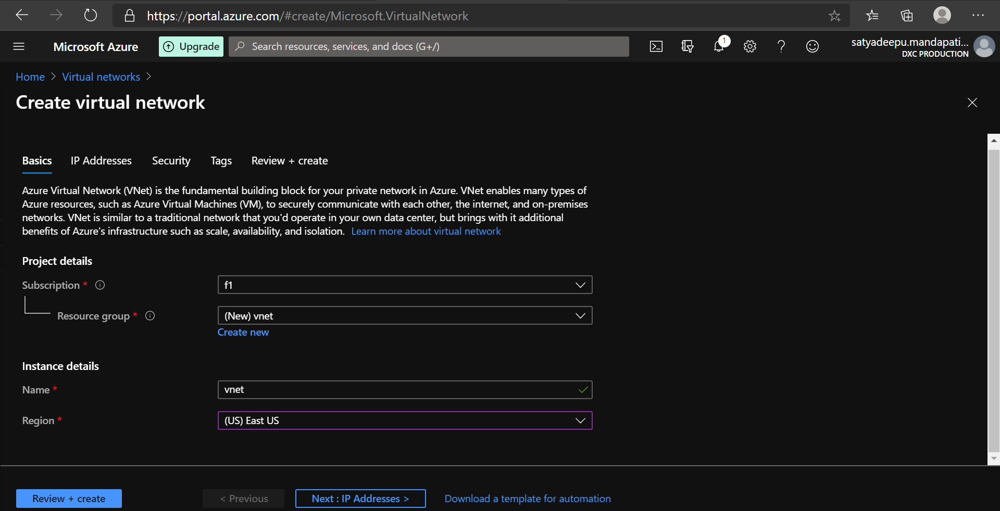 https://portal.azure.com/#create/Microsoft.VirtualNetwork
Microsoft Azure
Upgrade
Search resources, services, and docs (G+/)
1
satyadeepu.mandapati...
DXC PRODUCTION
Home > Virtual networks >
Create virtual network
Basics IP Addresses Security Tags Review + create
Azure Virtual Network (VNet) is the fundamental building block for your private network in Azure. VNet enables many types of
Azure resources, such as Azure Virtual Machines (VM), to securely communicate with each other, the internet, and on-premises
networks. VNet is similar to a traditional network that you'd operate in your own data center, but brings with it additional
benefits of Azure's infrastructure such as scale, availability, and isolation. Learn more about virtual network
Project details
Subscription * f1
Resource group * (New) vnet
Create new
Instance details
Name * vnet
Region * (US) East US
Review + create < Previous Next : IP Addresses > Download a template for automation